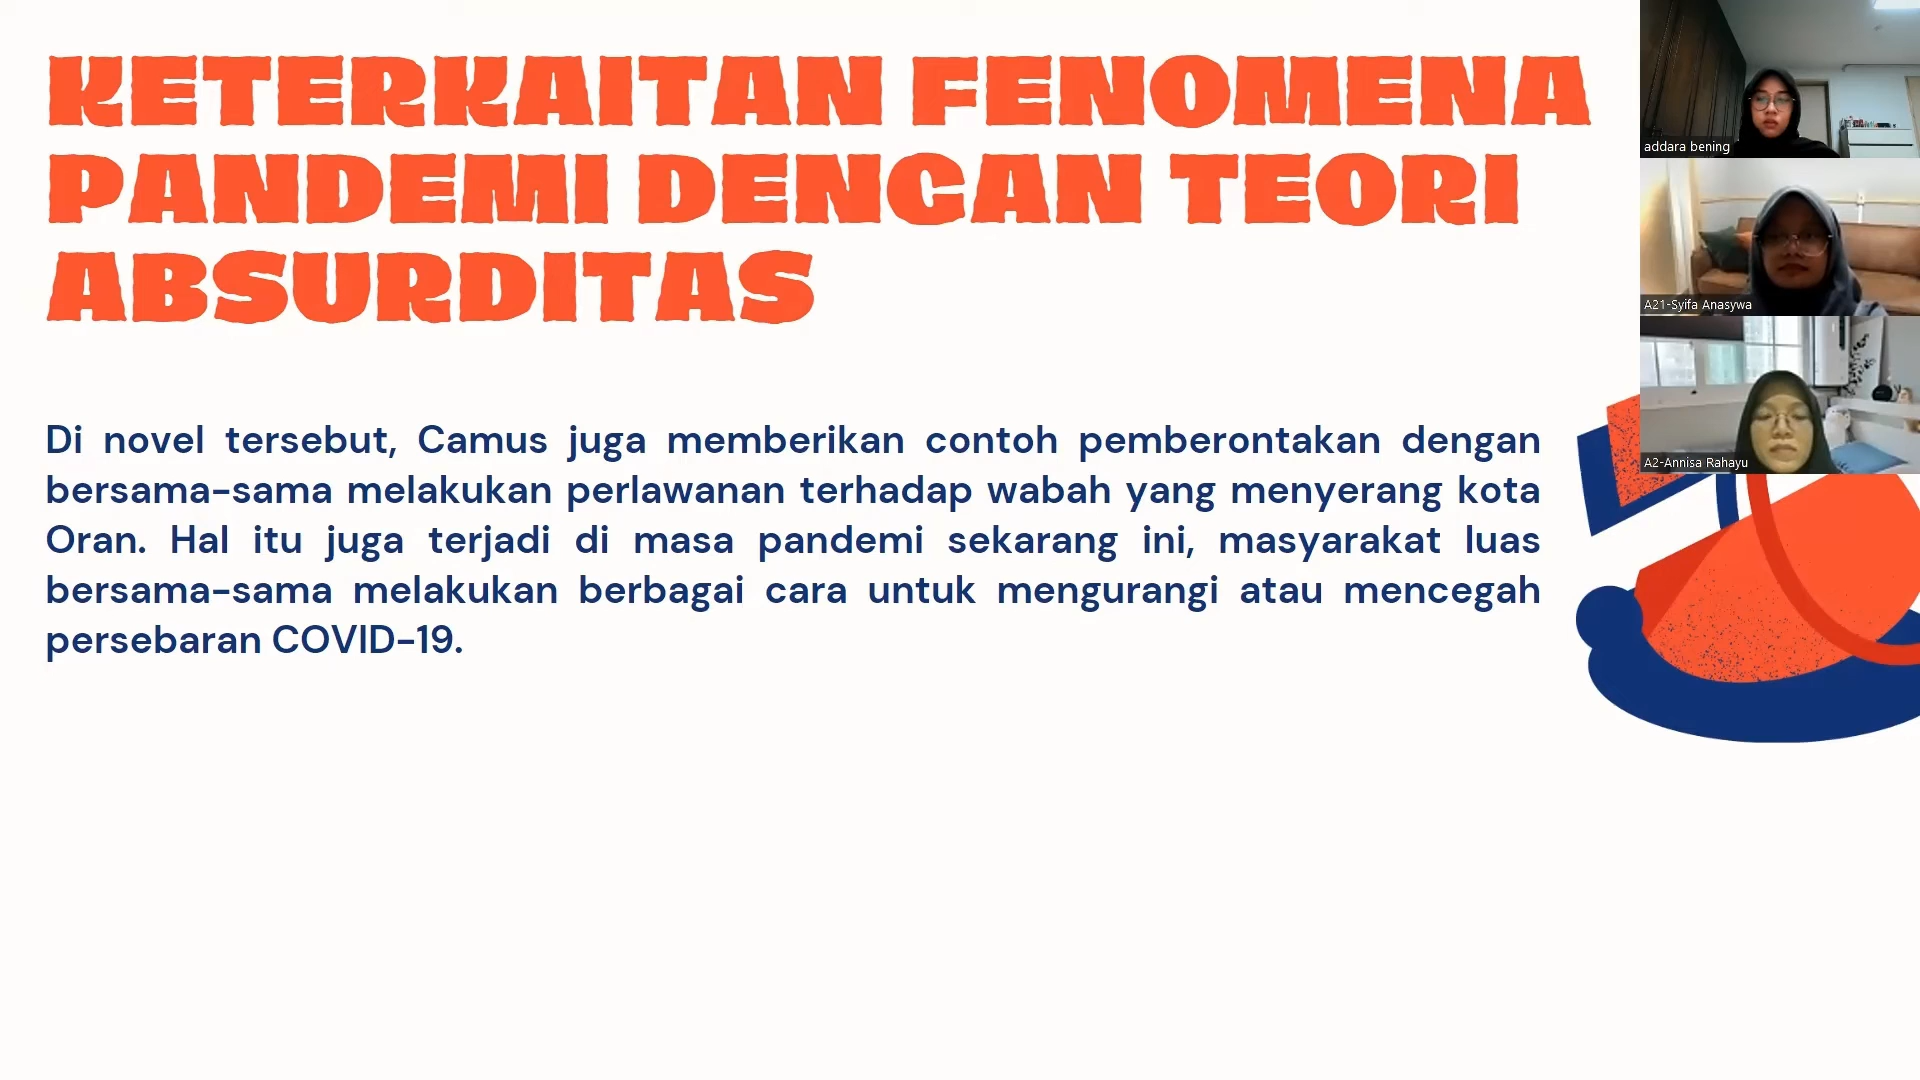 KETERKAITAN FENOMENA
PANDEMI DENGAN TEORI
ABSURDITAS
Di novel tersebut, Camus juga memberikan contoh pemberontakan dengan
bersama-sama melakukan perlawanan terhadap wabah yang menyerang kota
Oran. Hal itu juga terjadi di masa pandemi sekarang ini, masyarakat luas
bersama-sama melakukan berbagai cara untuk mengurangi atau mencegah
persebaran COVID-19.
addara bening
A21-Syifa Anasywa
A2-Annisa Rahayu